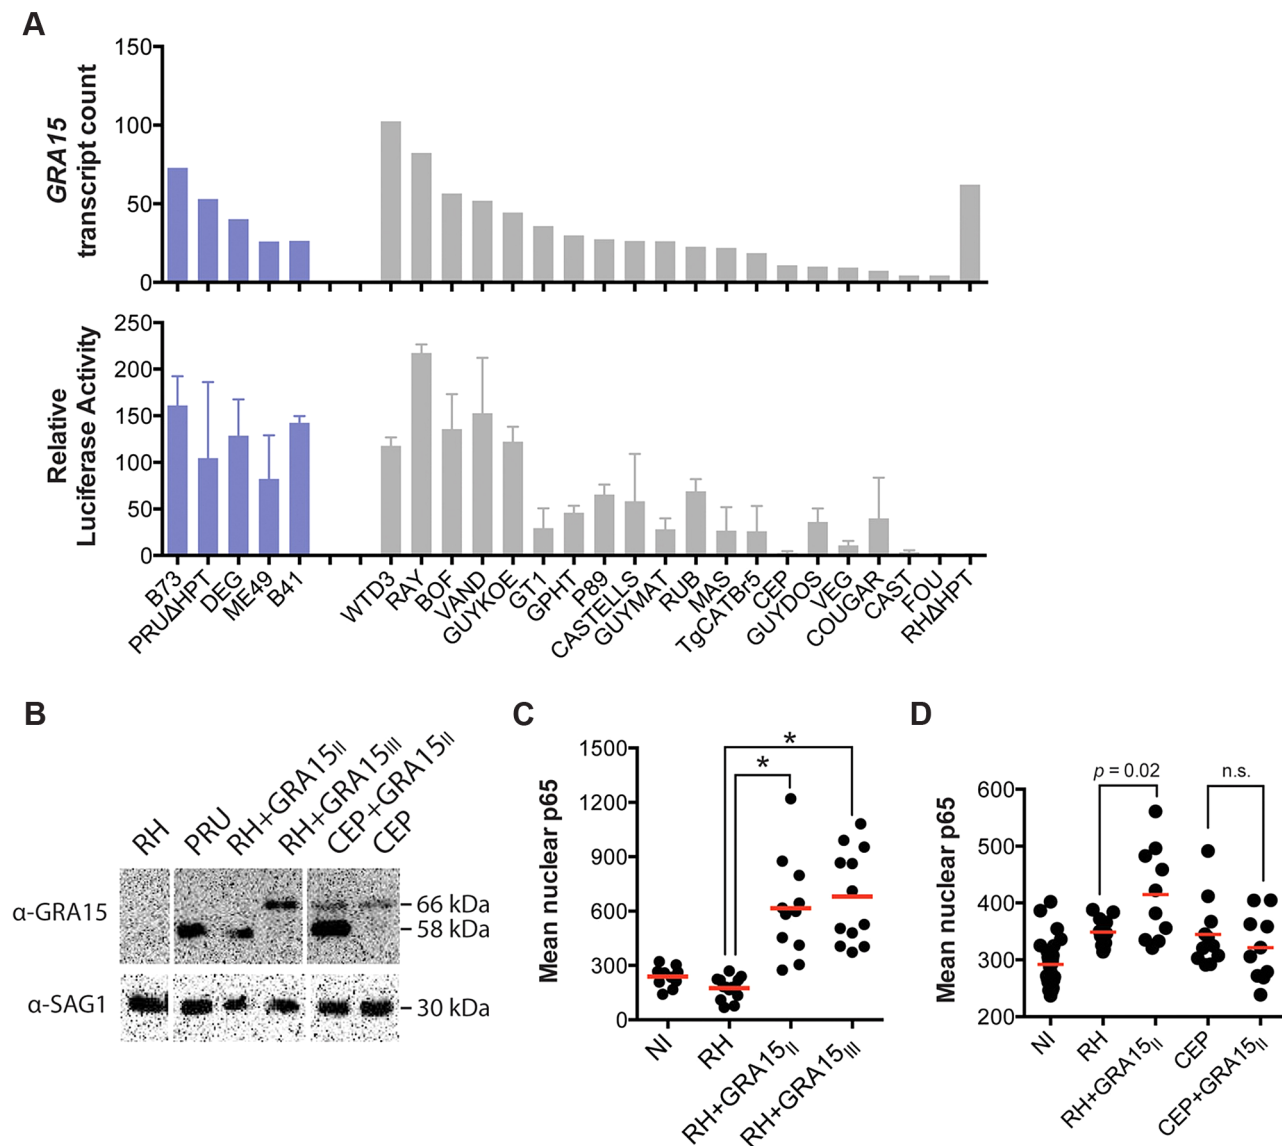 A
GRA15
transcript count
150
100
50
0
Relative
Luciferase Activity
250
200
150
100
50
0
B73
PRUΔHPT
DEG
ME49
B41
WTD3
RAY
BOF
VAND
GUYKOE
GT1
GPHT
P89
CASTELLS
GUYMAT
RUB
MAS
TgCATBr5
CEP
GUYDOS
VEG
COUGAR
CAST
FOU
RHΔHPT
B
RH
PRU
RH+GRA15II
RH+GRA15III
CEP+GRA15II
CEP
α-GRA15
66 kDa
58 kDa
α-SAG1
30 kDa
C
Mean nuclear p65
1500
1200
900
600
300
0
*
*
NI
RH
RH+GRA15II
RH+GRA15III
D
Mean nuclear p65
600
500
400
300
200
p = 0.02
n.s.
NI
RH
RH+GRA15II
CEP
CEP+GRA15II